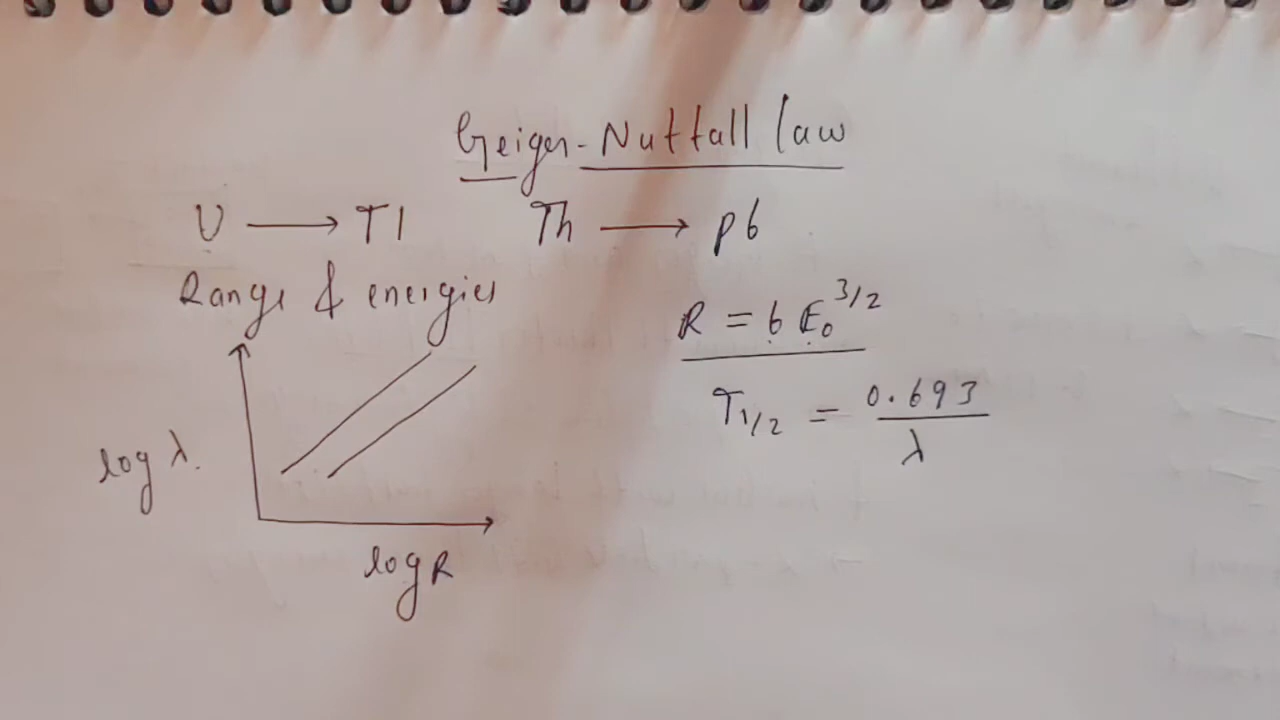 Geiger-Nuttall law
U → Tl Th → pb
Range & energies
R = b E₀^3/2
T1/2 = 0.693/λ
log λ.
log R